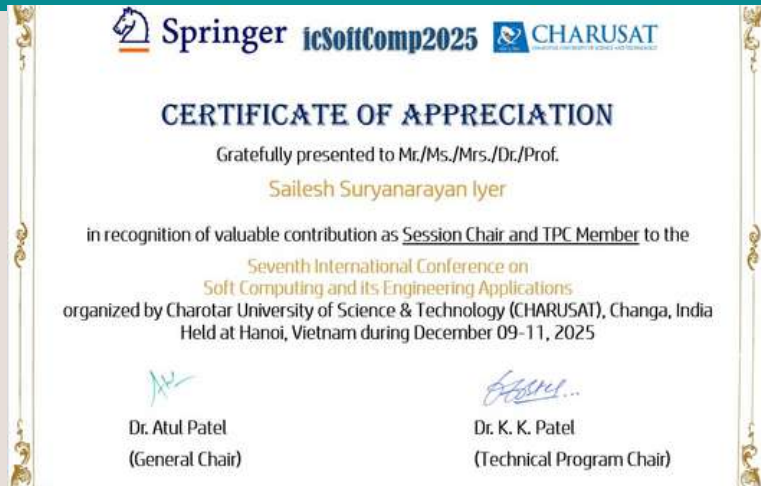 Springer icSoftComp2025 CHARUSAT
CERTIFICATE OF APPRECIATION
Gratefully presented to Mr./Ms./Mrs./Dr./Prof.
Sailesh Suryanarayan Iyer
in recognition of valuable contribution as Session Chair and TPC Member to the
Seventh International Conference on
Soft Computing and its Engineering Applications
organized by Charotar University of Science & Technology (CHARUSAT), Changa, India
Held at Hanoi, Vietnam during December 09-11, 2025
Dr. Atul Patel
Dr. K. K. Patel
(General Chair)
(Technical Program Chair)